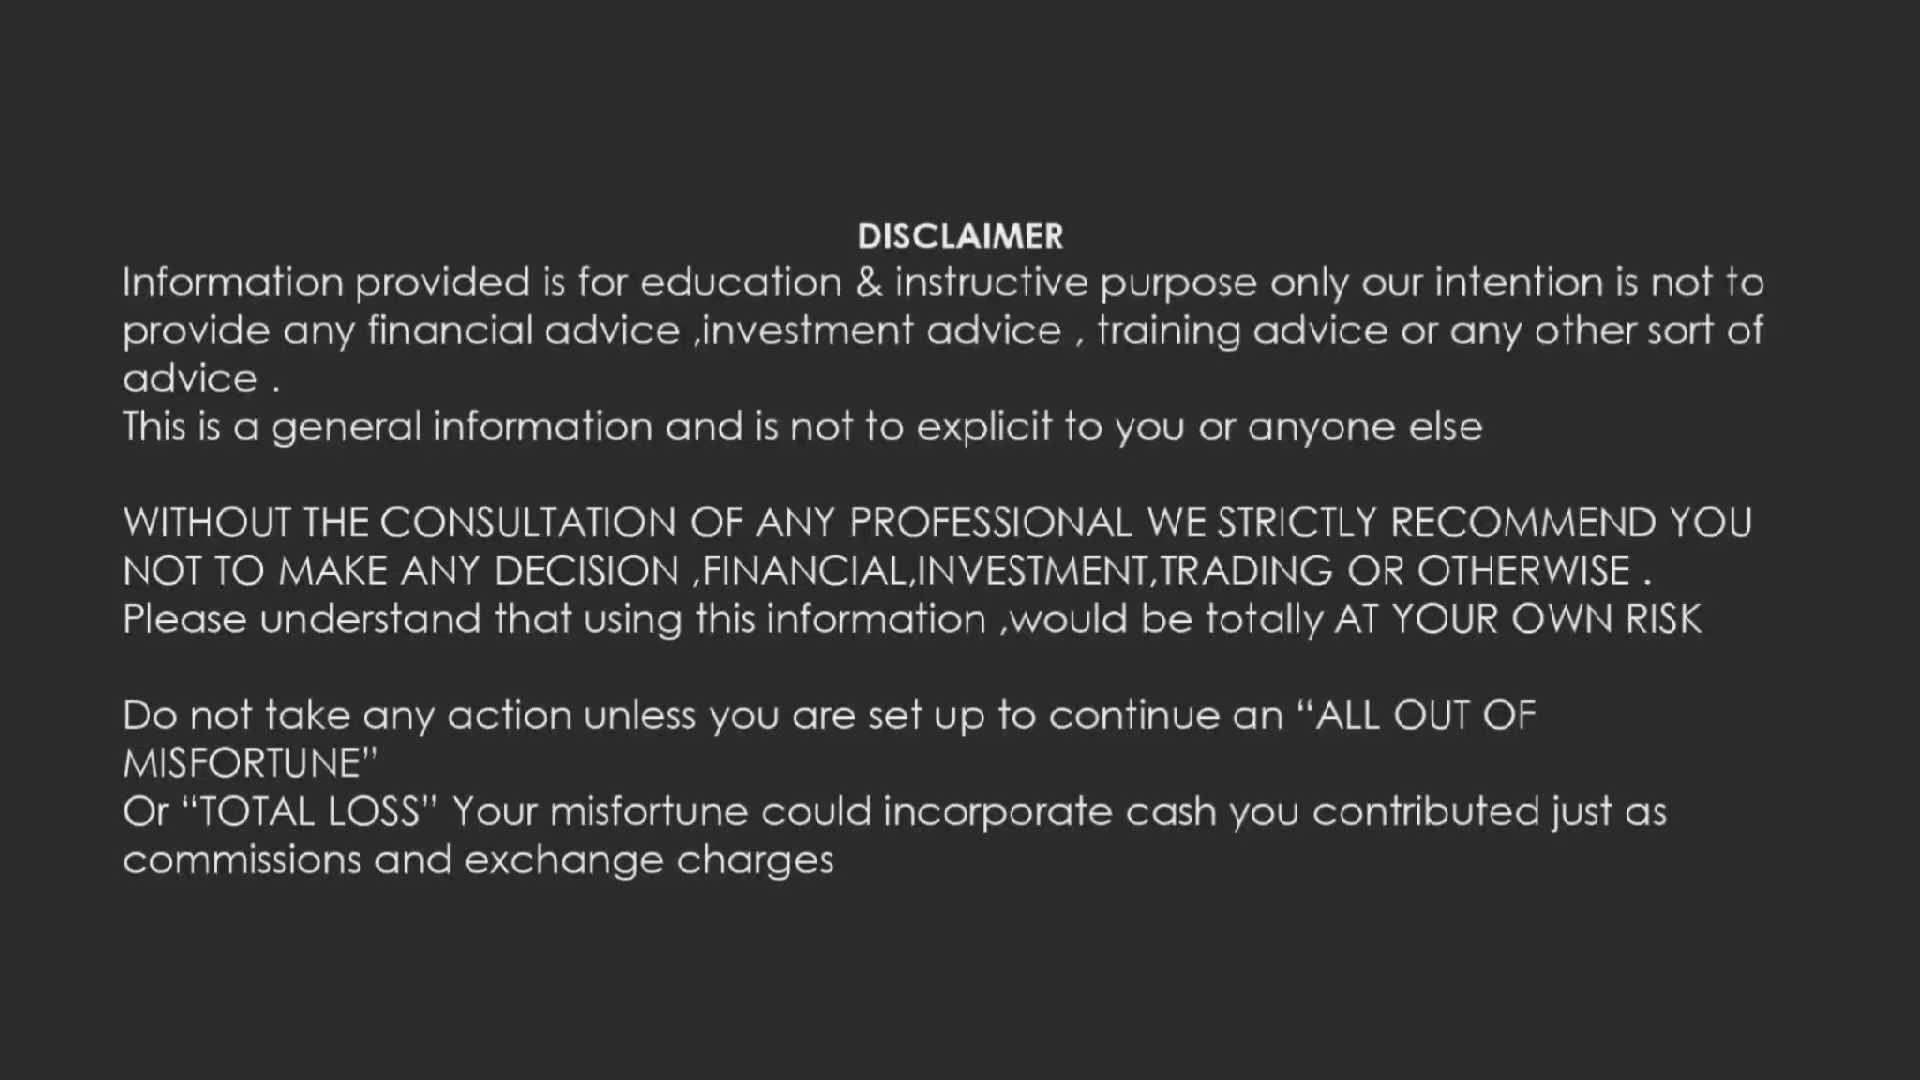 DISCLAIMER
Information provided is for education & instructive purpose only our intention is not to
provide any financial advice ,investment advice , training advice or any other sort of
advice .
This is a general information and is not to explicit to you or anyone else
WITHOUT THE CONSULTATION OF ANY PROFESSIONAL WE STRICTLY RECOMMEND YOU
NOT TO MAKE ANY DECISION ,FINANCIAL,INVESTMENT,TRADING OR OTHERWISE .
Please understand that using this information ,would be totally AT YOUR OWN RISK
Do not take any action unless you are set up to continue an “ALL OUT OF
MISFORTUNE”
Or “TOTAL LOSS” Your misfortune could incorporate cash you contributed just as
commissions and exchange charges